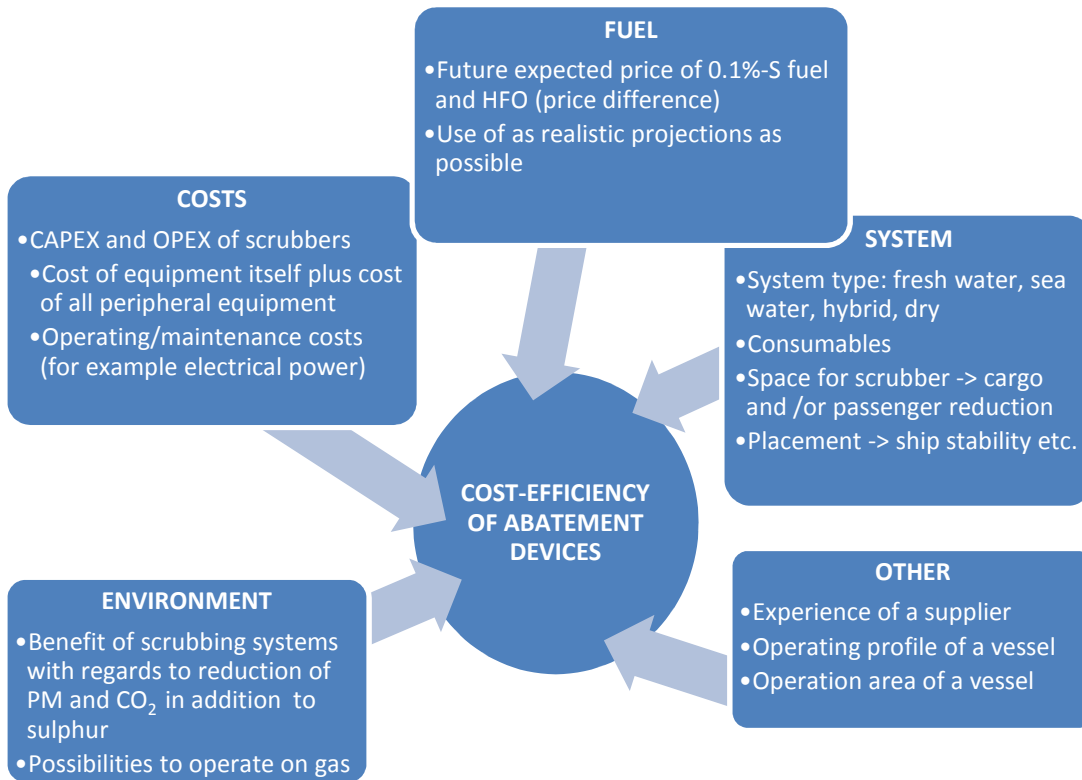 FUEL
•Future expected price of 0.1%-S fuel
and HFO (price difference)
•Use of as realistic projections as
possible
COSTS
•CAPEX and OPEX of scrubbers
•Cost of equipment itself plus cost
of all peripheral equipment
•Operating/maintenance costs
(for example electrical power)
SYSTEM
•System type: fresh water, sea
water, hybrid, dry
•Consumables
•Space for scrubber -> cargo
and /or passenger reduction
•Placement -> ship stability etc.
COST-EFFICIENCY
OF ABATEMENT
DEVICES
ENVIRONMENT
•Benefit of scrubbing systems
with regards to reduction of
PM and CO₂ in addition to
sulphur
•Possibilities to operate on gas
OTHER
•Experience of a supplier
•Operating profile of a vessel
•Operation area of a vessel